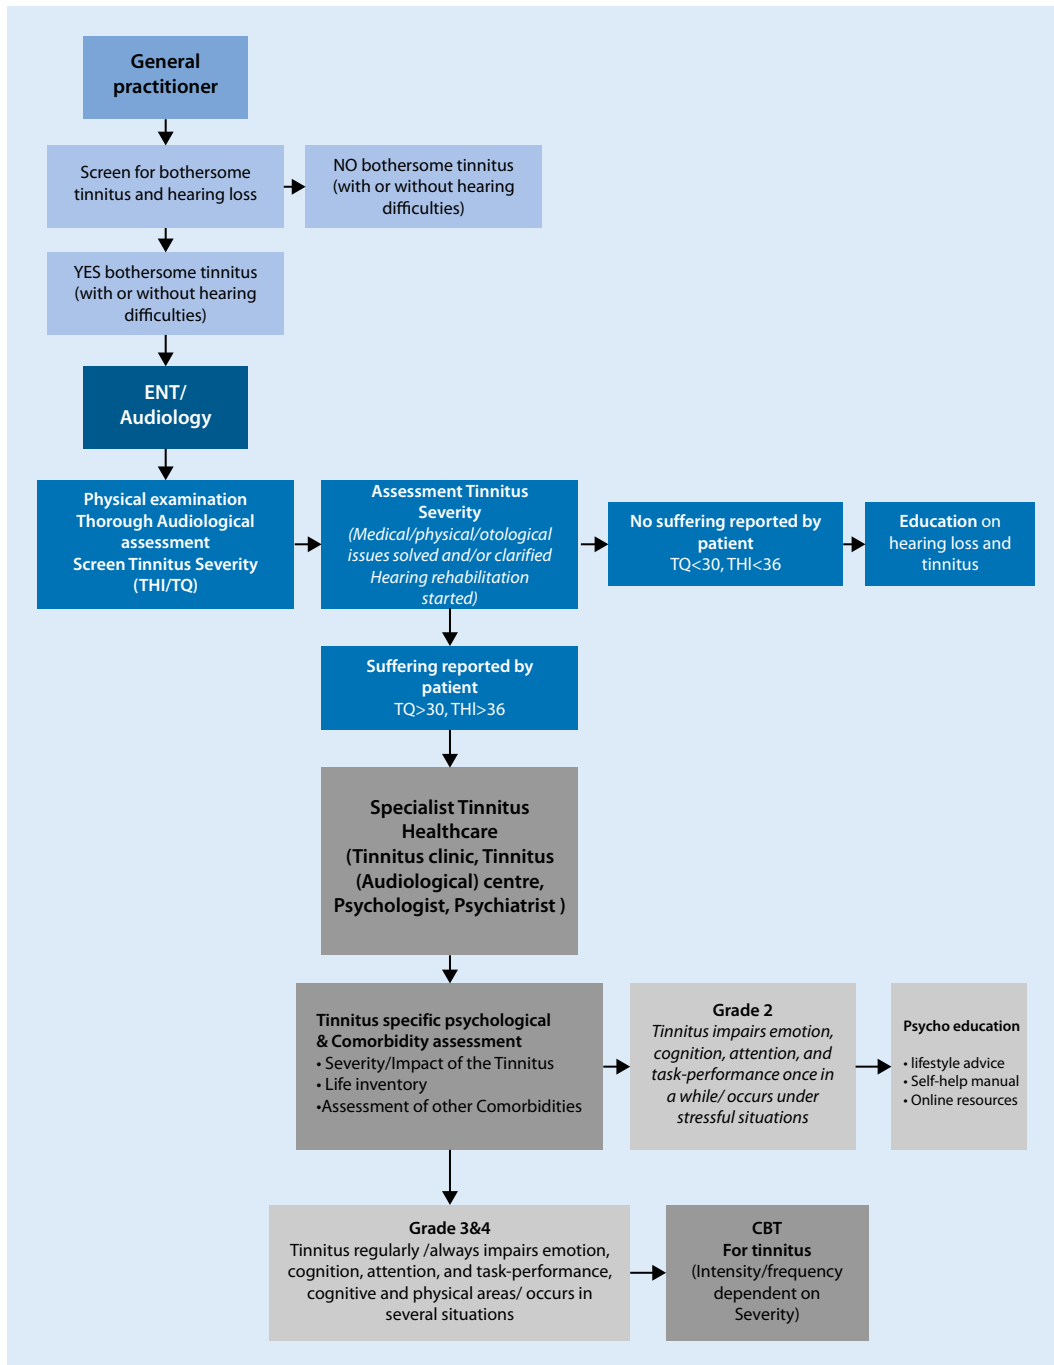 General
practitioner
Screen for bothersome
tinnitus and hearing loss
NO bothersome tinnitus
(with or without hearing
difficulties)
YES bothersome tinnitus
(with or without hearing
difficulties)
ENT/
Audiology
Physical examination
Thorough Audiological
assessment
Screen Tinnitus Severity
(THI/TQ)
Assessment Tinnitus
Severity
(Medical/physical/otological
issues solved and/or clarified
Hearing rehabilitation
started)
No suffering reported by
patient
TQ<30, THl<36
Education on
hearing loss and
tinnitus
Suffering reported by
patient
TQ>30, THl>36
Specialist Tinnitus
Healthcare
(Tinnitus clinic, Tinnitus
(Audiological) centre,
Psychologist, Psychiatrist )
Tinnitus specific psychological
& Comorbidity assessment
• Severity/Impact of the Tinnitus
• Life inventory
•Assessment of other Comorbidities
Grade 2
Tinnitus impairs emotion,
cognition, attention, and
task-performance once in
a while/ occurs under
stressful situations
Psycho education
• lifestyle advice
• Self-help manual
• Online resources
Grade 3&4
Tinnitus regularly /always impairs emotion,
cognition, attention, and task-performance,
cognitive and physical areas/ occurs in
several situations
CBT
For tinnitus
(Intensity/frequency
dependent on
Severity)